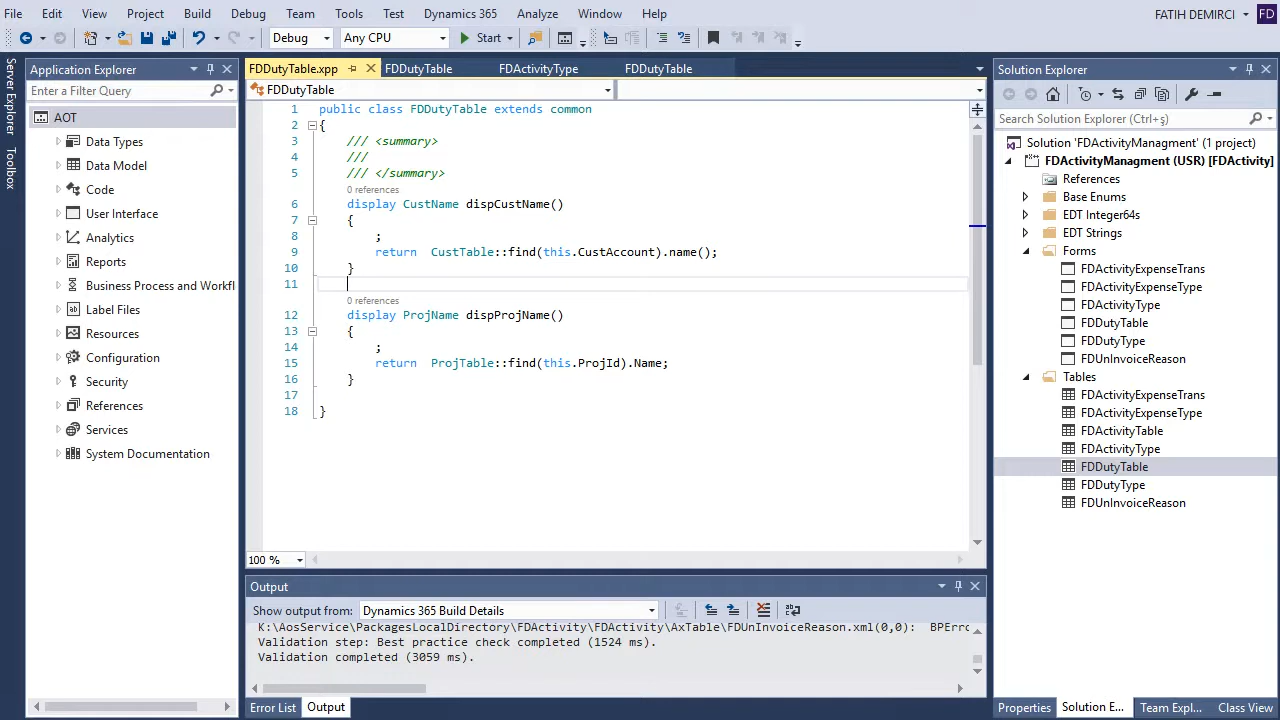 File Edit View Project Build Debug Team Tools Test Dynamics 365 Analyze Window Help FATIH DEMIRCI FD
Debug Any CPU Start
Server Explorer
Toolbox
Application Explorer
Enter a Filter Query
AOT
Data Types
Data Model
Code
User Interface
Analytics
Reports
Business Process and Workfl
Label Files
Resources
Configuration
Security
References
Services
System Documentation
FDDutyTable.xpp FDDutyTable FDActivityType FDDutyTable
FDDutyTable
1 public class FDDutyTable extends common
2 {
3 /// <summary>
4 ///
5 /// </summary>
0 references
6 display CustName dispCustName()
7 {
8 ;
9 return CustTable::find(this.CustAccount).name();
10 }
11
0 references
12 display ProjName dispProjName()
13 {
14 ;
15 return ProjTable::find(this.ProjId).Name;
16 }
17
18 }
100 %
Output
Show output from: Dynamics 365 Build Details
K:\AosService\PackagesLocalDirectory\FDActivity\FDActivity\AxTable\FDUnInvoiceReason.xml(0,0): BPErro
Validation step: Best practice check completed (1524 ms).
Validation completed (3059 ms).
Error List Output
Solution Explorer
Search Solution Explorer (Ctrl+ş)
Solution 'FDActivityManagment' (1 project)
FDActivityManagment (USR) [FDActivity]
References
Base Enums
EDT Integer64s
EDT Strings
Forms
FDActivityExpenseTrans
FDActivityExpenseType
FDActivityType
FDDutyTable
FDDutyType
FDUnInvoiceReason
Tables
FDActivityExpenseTrans
FDActivityExpenseType
FDActivityTable
FDActivityType
FDDutyTable
FDDutyType
FDUnInvoiceReason
Properties Solution E... Team Expl... Class View